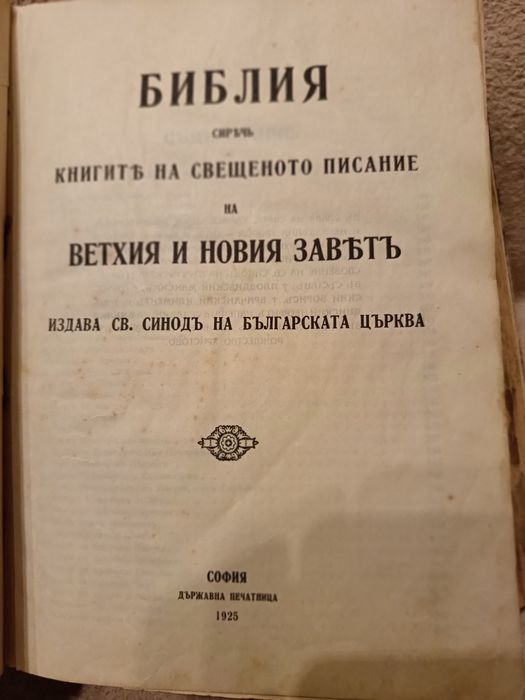 БИБЛИЯ
СИРѢЧЬ
КНИГИТѢ НА СВЕЩЕНОТО ПИСАНИЕ
НА
ВЕТХИЯ И НОВИЯ ЗАВѢТЪ
ИЗДАВА СВ. СИНОДЪ НА БЪЛГАРСКАТА ЦЪРКВА
СОФИЯ
ДЪРЖАВНА ПЕЧАТНИЦА
1925